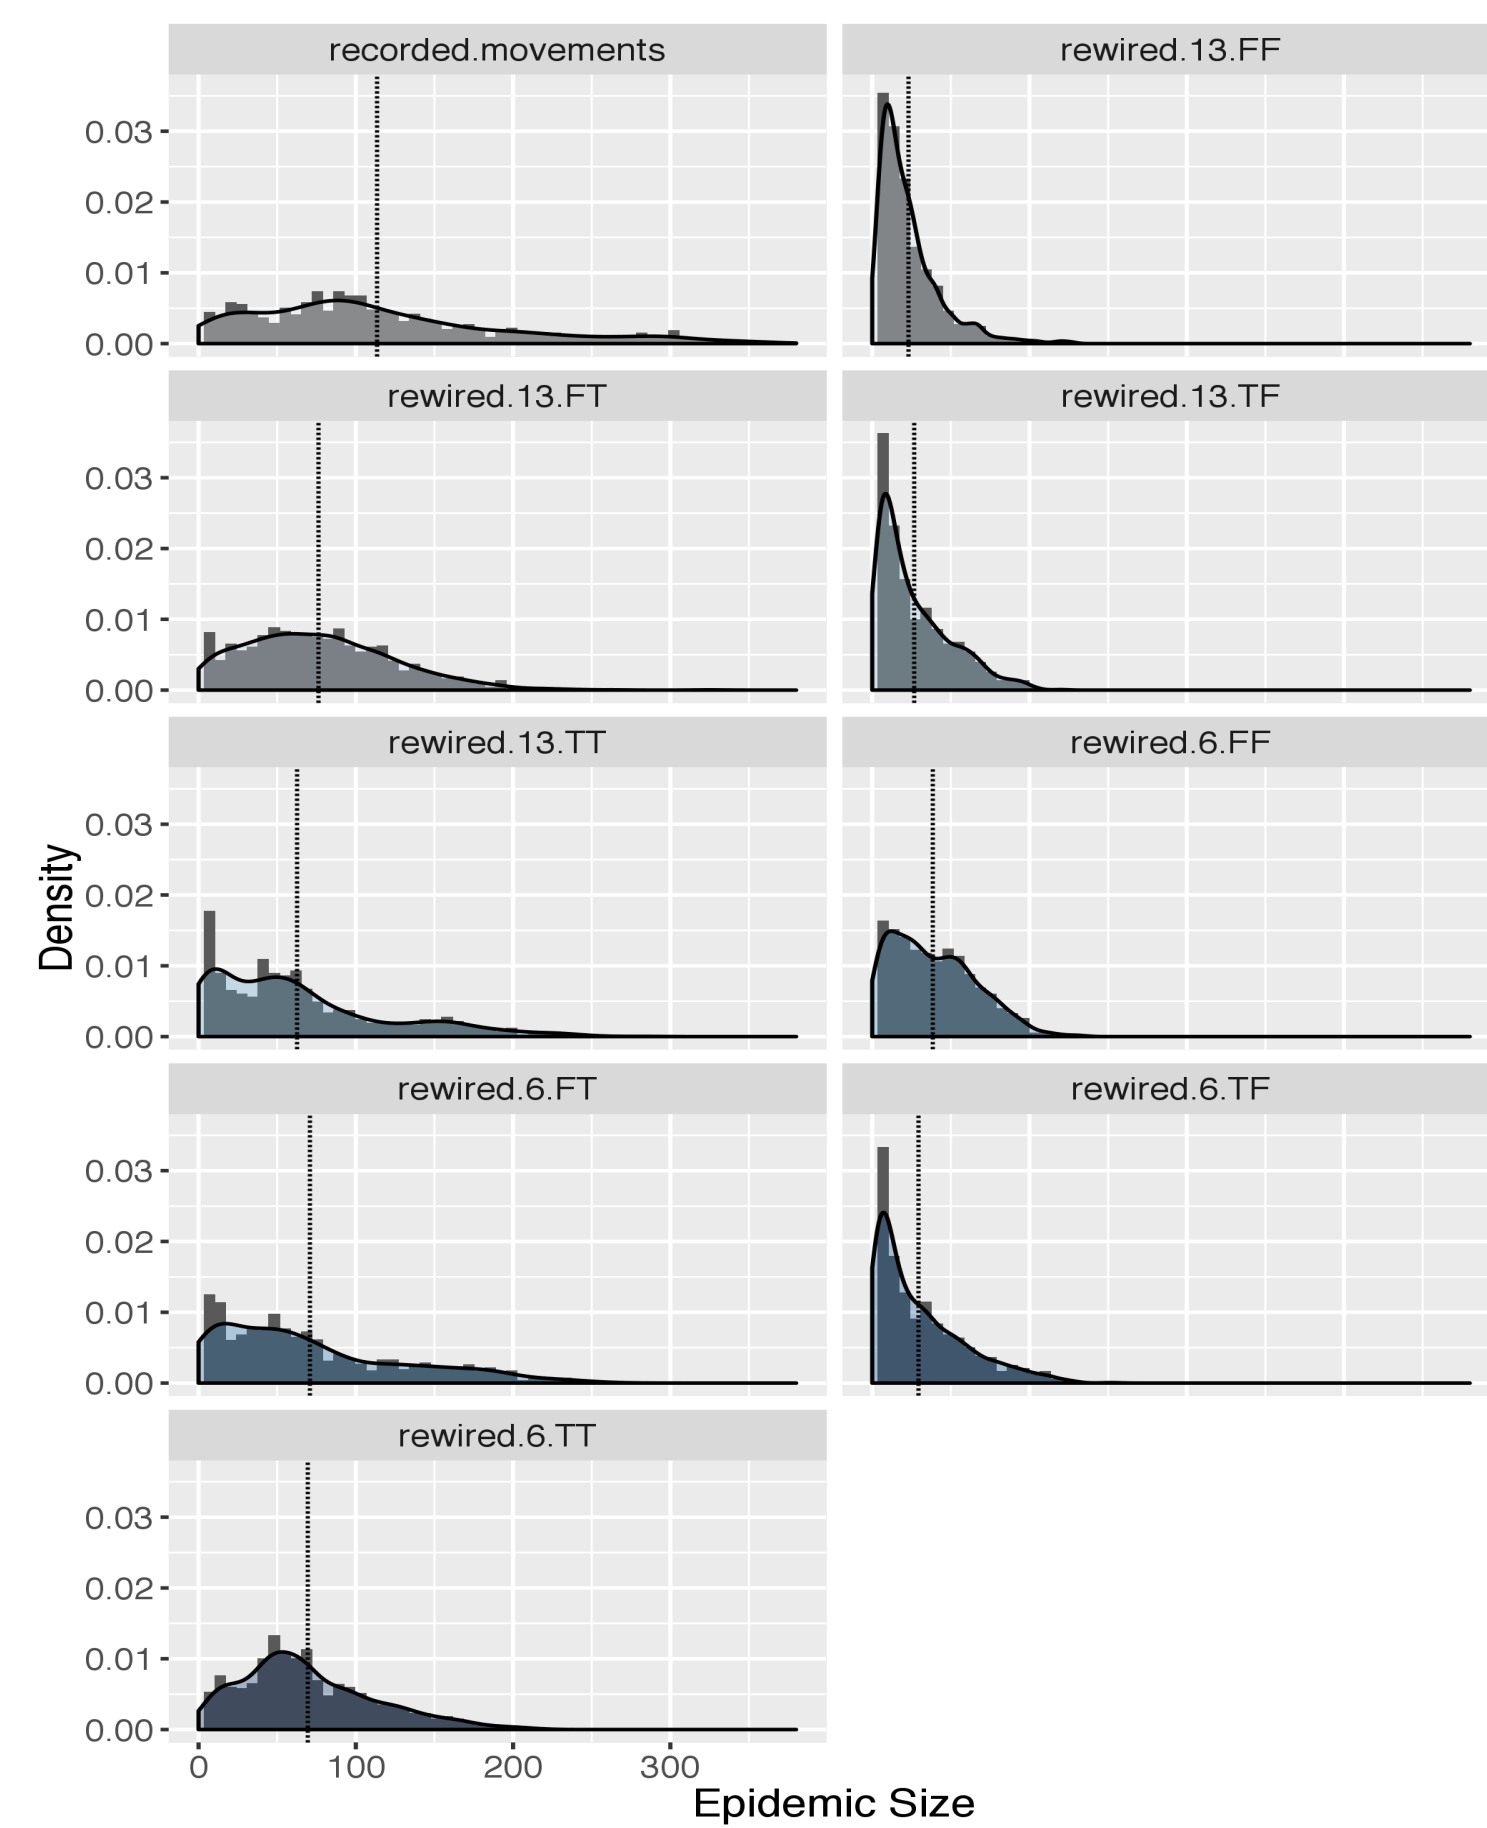 recorded.movements
rewired.13.FF
0.03
0.02
0.01
0.00
rewired.13.FT
rewired.13.TF
0.03
0.02
0.01
0.00
rewired.13.TT
rewired.6.FF
0.03
0.02
0.01
0.00
Density
rewired.6.FT
rewired.6.TF
0.03
0.02
0.01
0.00
rewired.6.TT
0.03
0.02
0.01
0.00
0 100 200 300
Epidemic Size